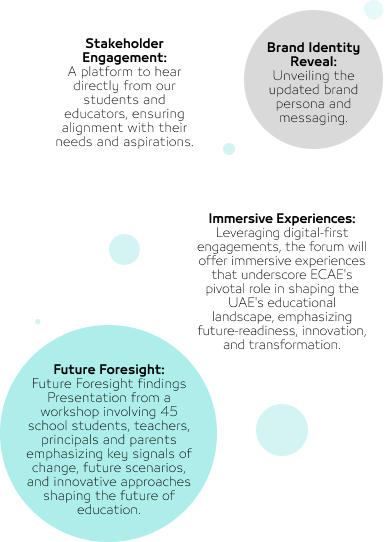 Stakeholder
Engagement:
A platform to hear
directly from our
students and
educators, ensuring
alignment with their
needs and aspirations.
Brand Identity
Reveal:
Unveiling the
updated brand
persona and
messaging.
Immersive Experiences:
Leveraging digital-first
engagements, the forum will
offer immersive experiences
that underscore ECAE's
pivotal role in shaping the
UAE's educational
landscape, emphasizing
future-readiness, innovation,
and transformation.
Future Foresight:
Future Foresight findings
Presentation from a
workshop involving 45
school students, teachers,
principals and parents
emphasizing key signals of
change, future scenarios,
and innovative approaches
shaping the future of
education.